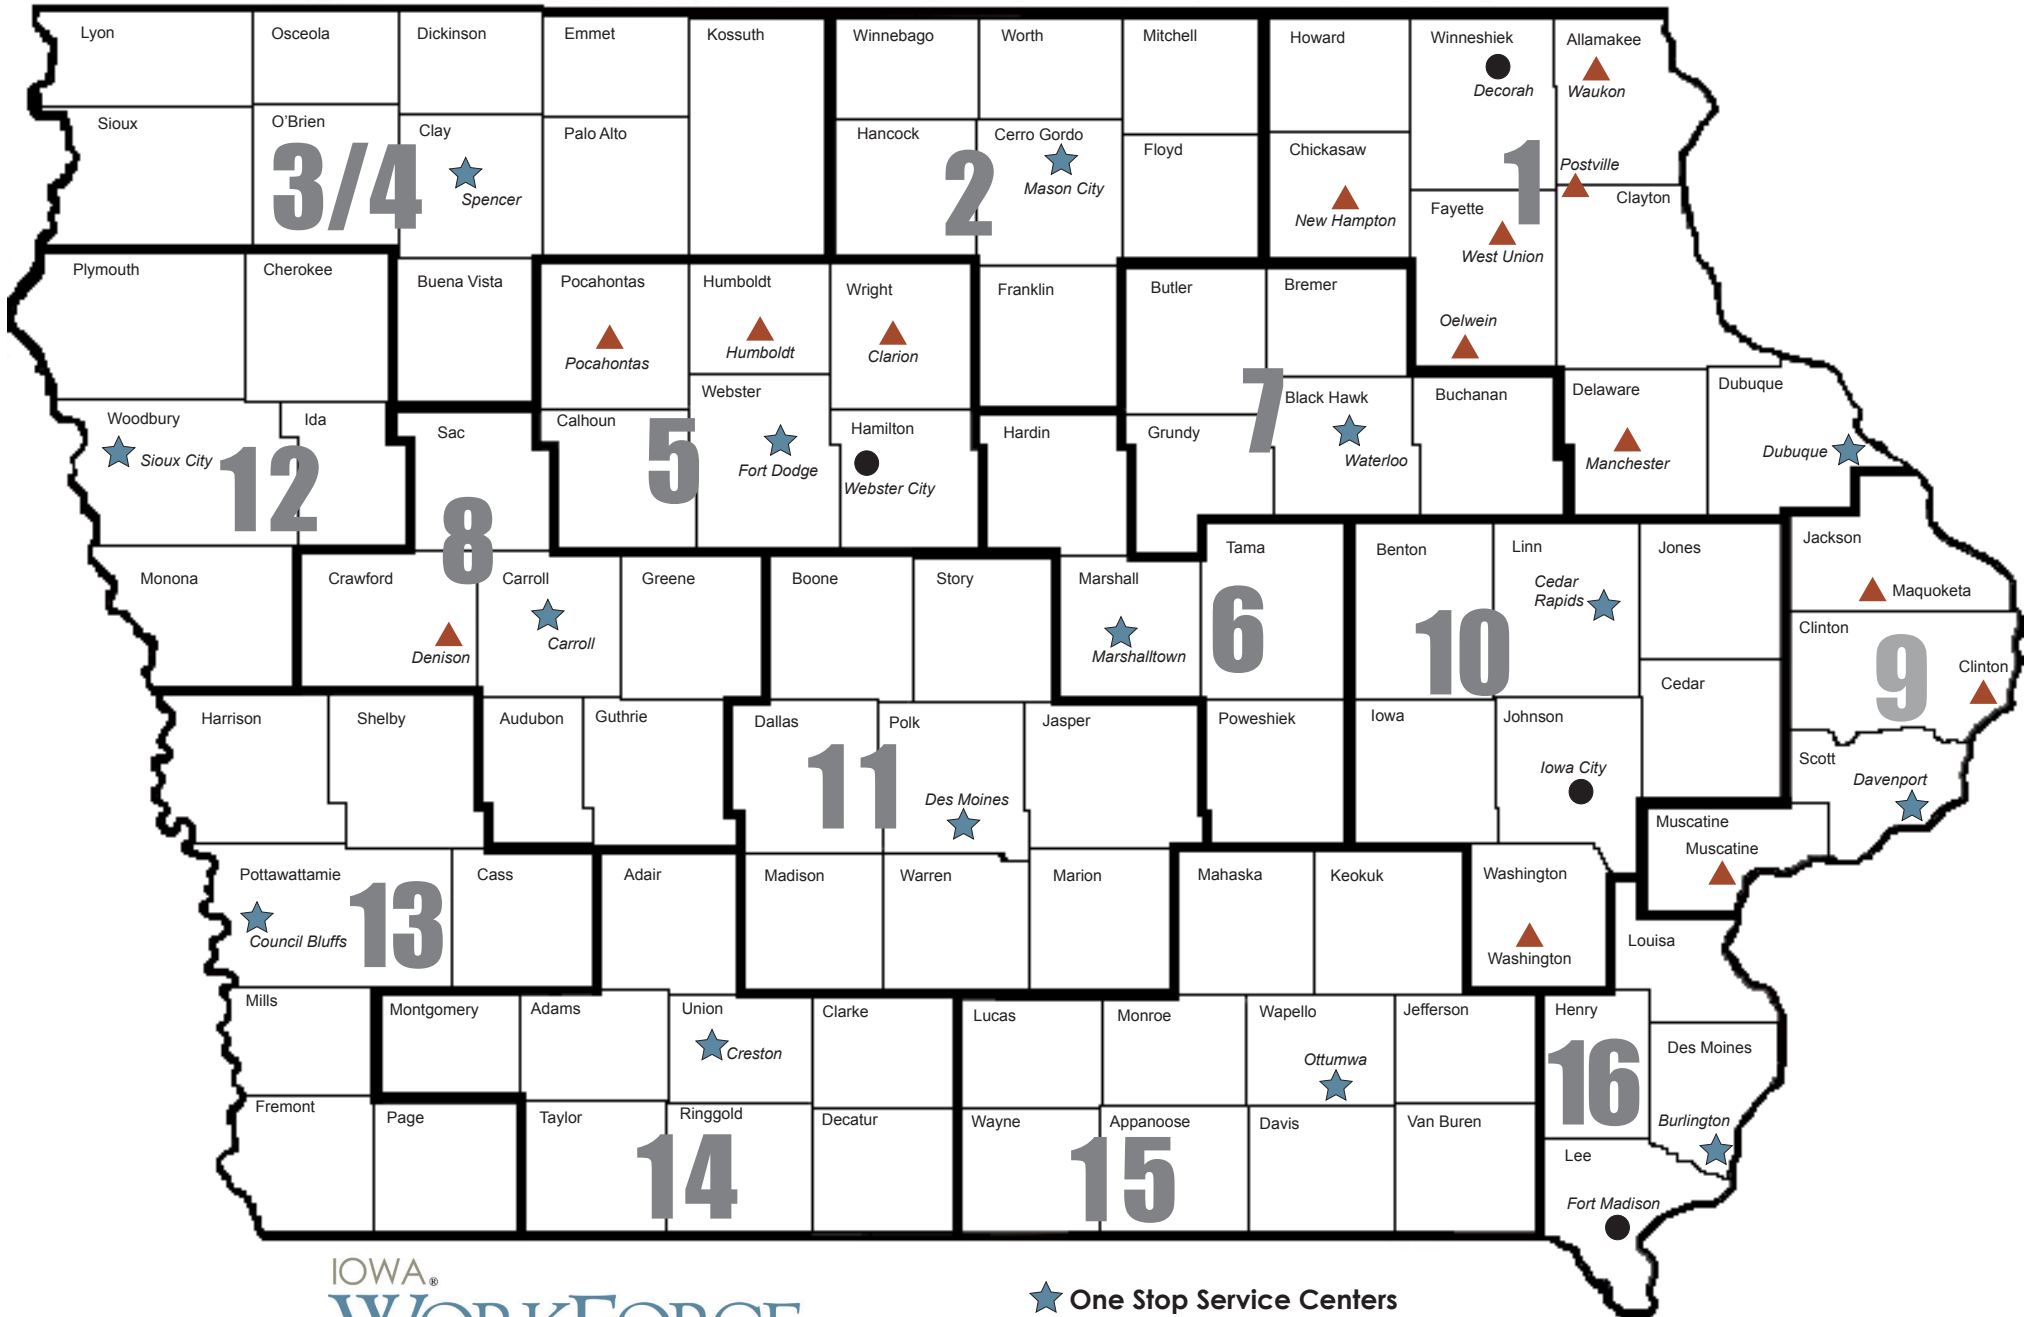 Lyon
Osceola
Dickinson
Emmet
Kossuth
Winnebago
Worth
Mitchell
Howard
Winneshiek
Decorah
Allamakee
Waukon
Sioux
O'Brien
3/4
Clay
Spencer
Palo Alto
Hancock
2
Cerro Gordo
Mason City
Floyd
Chickasaw
New Hampton
1
Postville
Clayton
Fayette
West Union
Oelwein
Plymouth
Cherokee
Buena Vista
Pocahontas
Pocahontas
Humboldt
Humboldt
Wright
Clarion
Franklin
Butler
Bremer
Woodbury
Sioux City
12
Ida
Sac
8
Calhoun
5
Webster
Fort Dodge
Hamilton
Webster City
Hardin
Grundy
7
Black Hawk
Waterloo
Buchanan
Delaware
Manchester
Dubuque
Dubuque
Monona
Crawford
Denison
Carroll
Carroll
Greene
Boone
Story
Marshall
Marshalltown
Tama
6
Benton
10
Linn
Cedar
Rapids
Jones
Jackson
Maquoketa
Clinton
9
Clinton
Harrison
Shelby
Audubon
Guthrie
Dallas
11
Polk
Des Moines
Jasper
Poweshiek
Iowa
Johnson
Iowa City
Cedar
Scott
Davenport
Muscatine
Muscatine
Pottawattamie
Council Bluffs
13
Cass
Adair
Madison
Warren
Marion
Mahaska
Keokuk
Washington
Washington
Louisa
Mills
Montgomery
Adams
Union
Creston
Clarke
Lucas
Monroe
Wapello
Ottumwa
Jefferson
Henry
16
Des Moines
Burlington
Fremont
Page
Taylor
14
Ringgold
Decatur
Wayne
Appanoose
15
Davis
Van Buren
Lee
Fort Madison
IOWA®
WORKFORCE
One Stop Service Centers